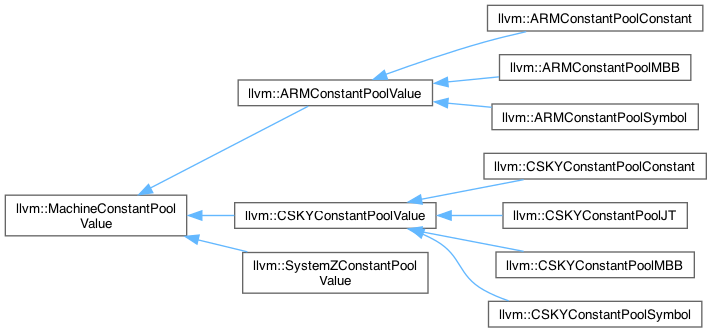 llvm::ARMConstantPoolConstant
llvm::ARMConstantPoolMBB
llvm::ARMConstantPoolValue
llvm::ARMConstantPoolSymbol
llvm::CSKYConstantPoolConstant
llvm::MachineConstantPool
Value
llvm::CSKYConstantPoolValue
llvm::CSKYConstantPoolJT
llvm::SystemZConstantPool
Value
llvm::CSKYConstantPoolMBB
llvm::CSKYConstantPoolSymbol